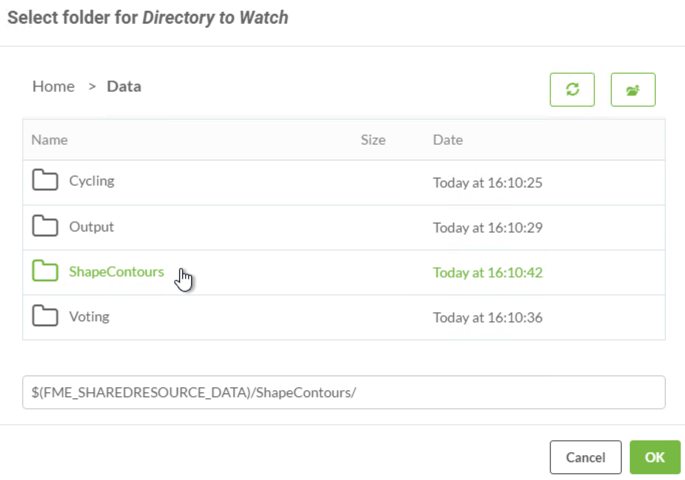 Select folder for Directory to Watch
Home > Data
Name Size Date
Cycling Today at 16:10:25
Output Today at 16:10:29
ShapeContours Today at 16:10:42
Voting Today at 16:10:36
$(FME_SHAREDRESOURCE_DATA)/ShapeContours/
Cancel OK